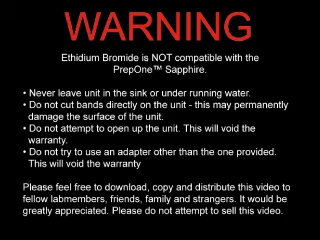 WARNING
Ethidium Bromide is NOT compatible with the
PrepOne™ Sapphire.
• Never leave unit in the sink or under running water.
• Do not cut bands directly on the unit - this may permanently
damage the surface of the unit.
• Do not attempt to open up the unit. This will void the
warranty.
• Do not try to use an adapter other than the one provided.
This will void the warranty
Please feel free to download, copy and distribute this video to
fellow labmembers, friends, family and strangers. It would be
greatly appreciated. Please do not attempt to sell this video.